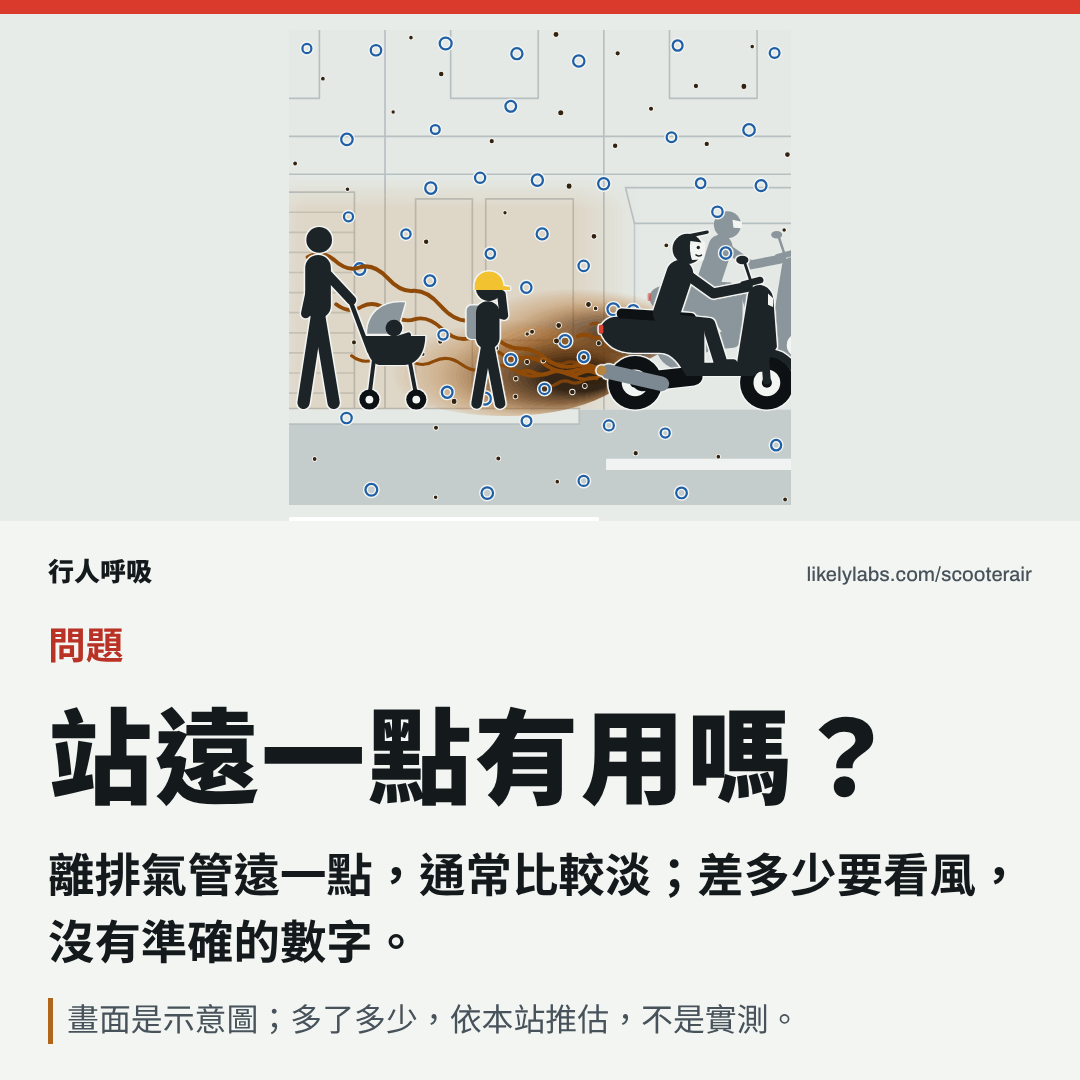 行人呼吸
likelylabs.com/scooterair
問題
站遠一點有用嗎？
離排氣管遠一點，通常比較淡；差多少要看風，
沒有準確的數字。
畫面是示意圖；多了多少，依本站推估，不是實測。